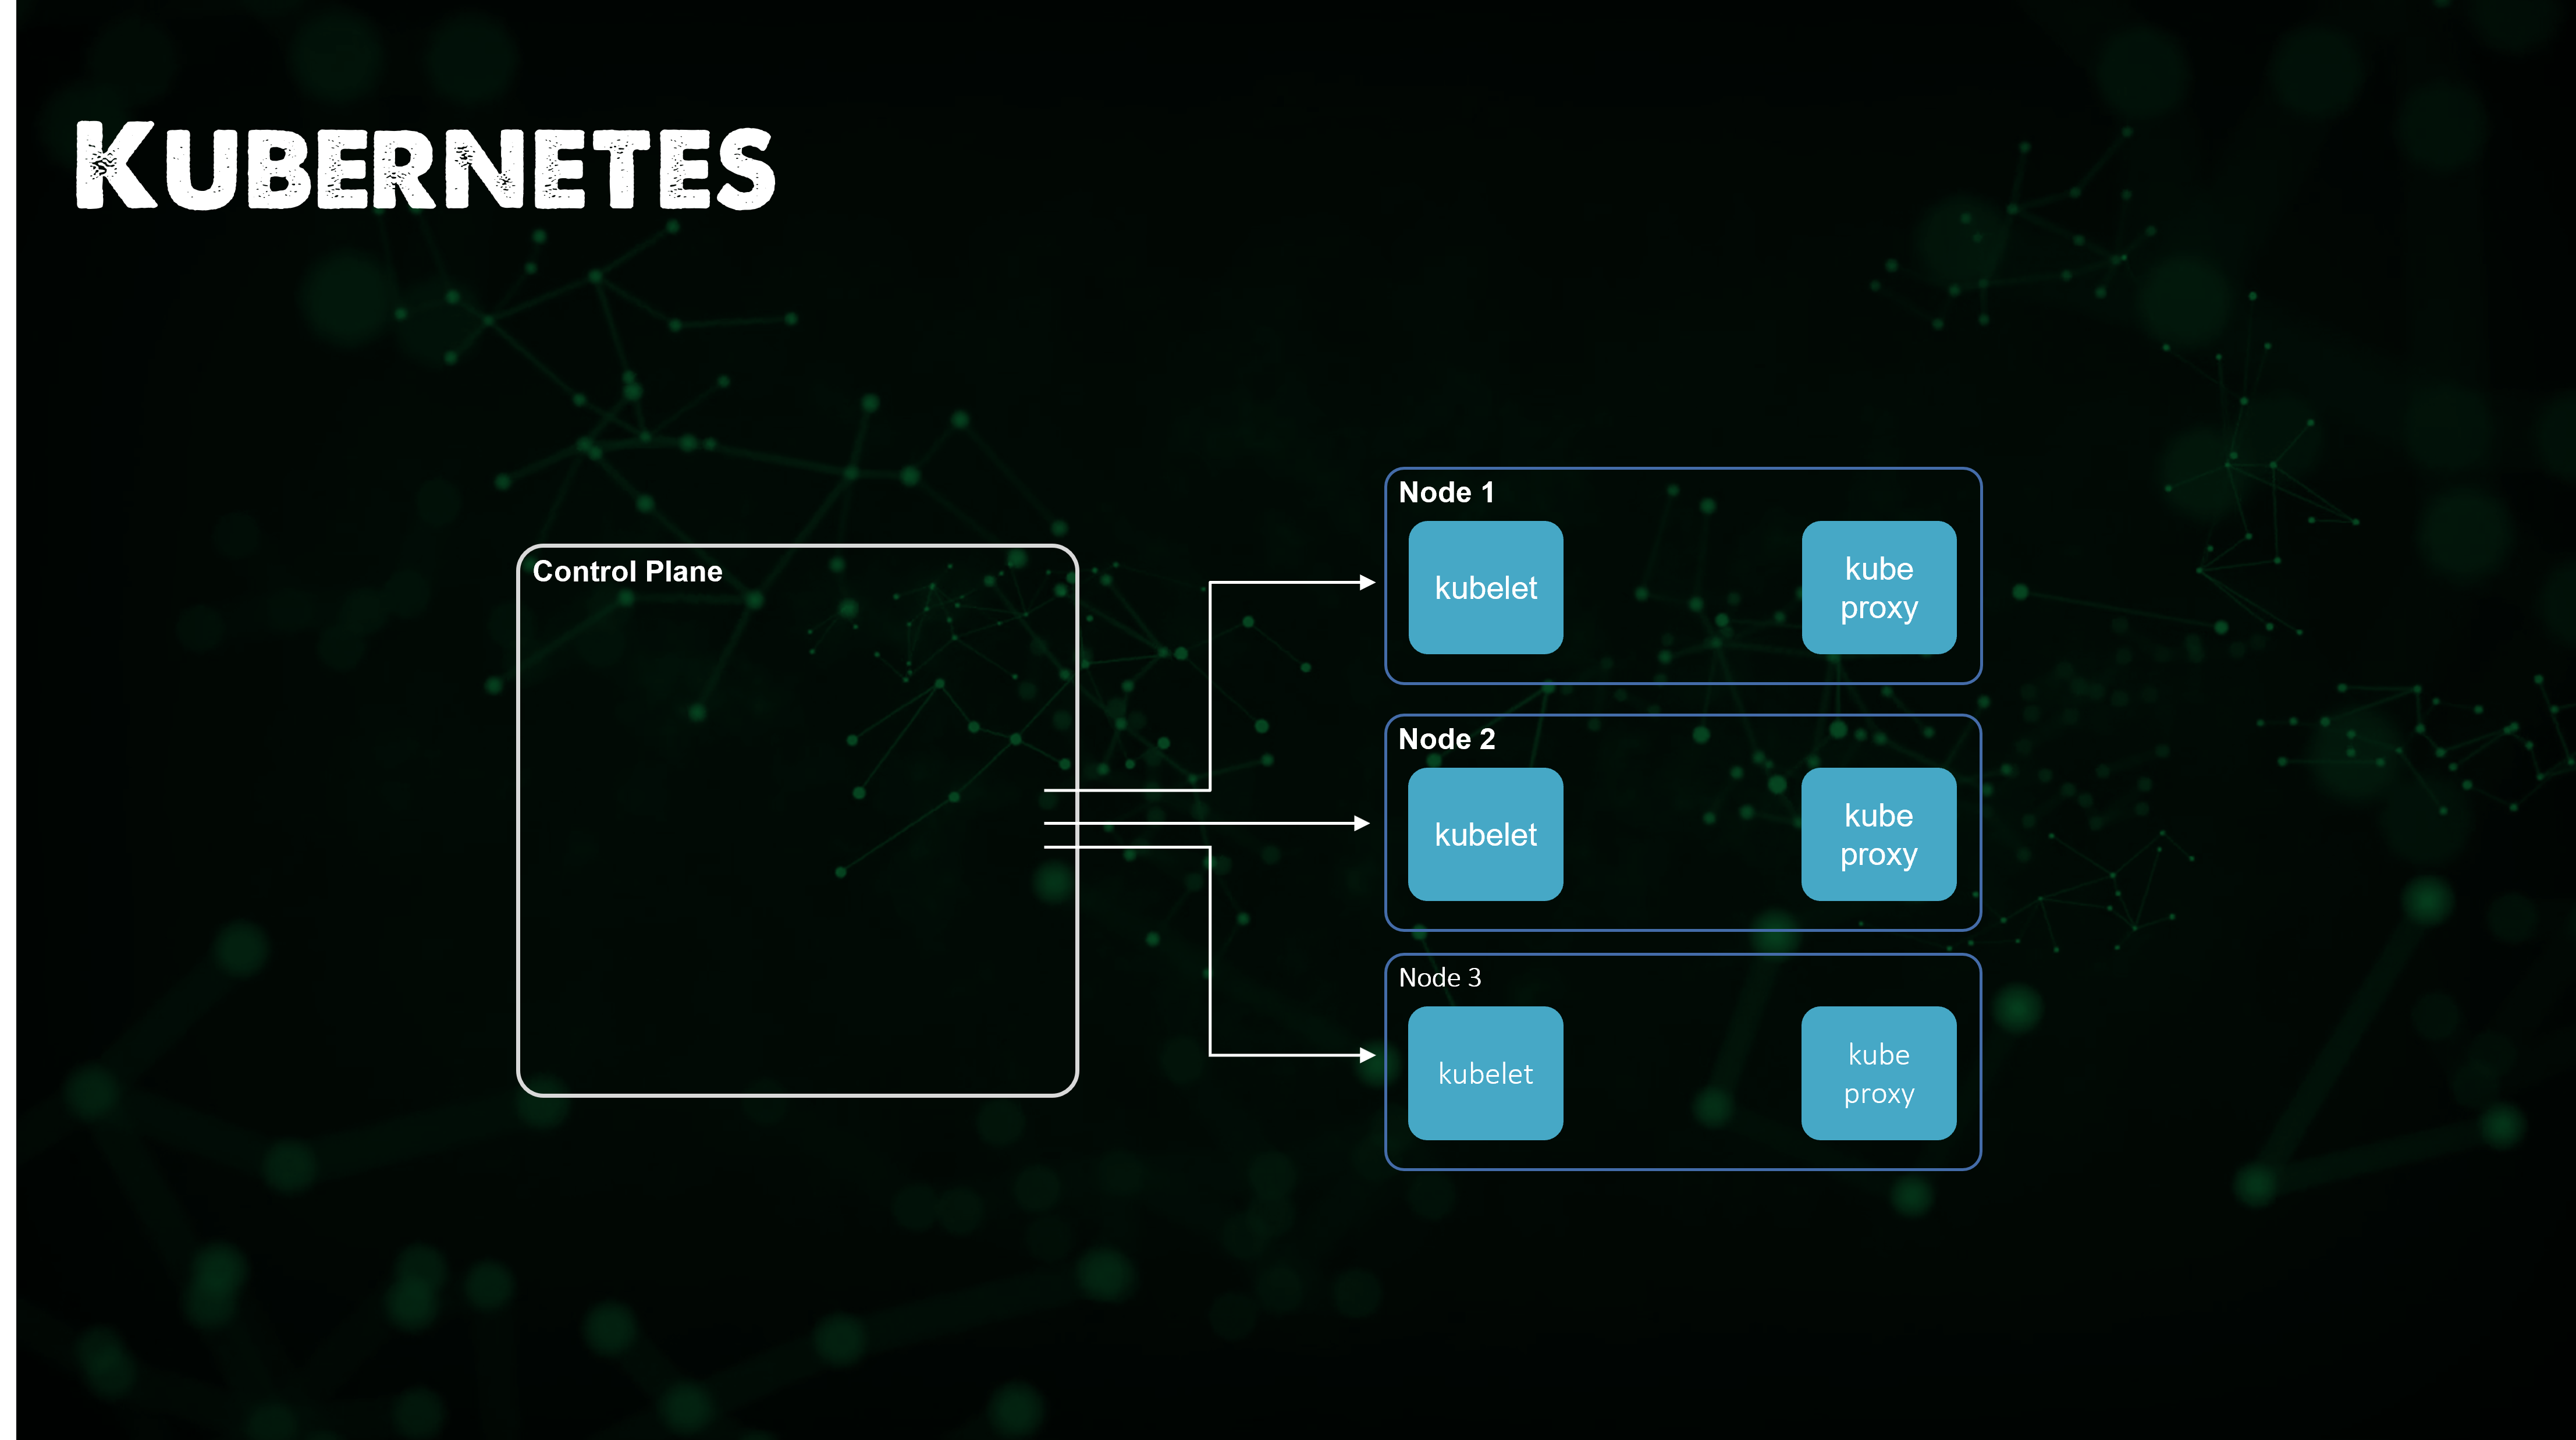 KUBERNETES
Control Plane
Node 1
kubelet
kube
proxy
Node 2
kubelet
kube
proxy
Node 3
kubelet
kube
proxy